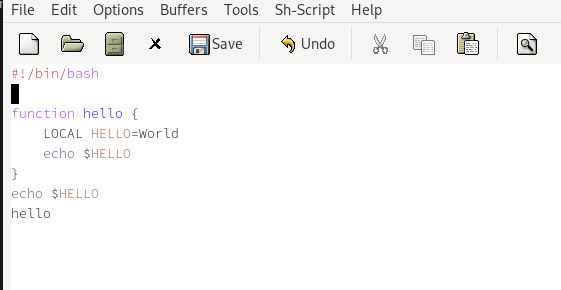 File Edit Options Buffers Tools Sh-Script Help
Save Undo
#!/bin/bash
function hello {
    LOCAL HELLO=World
    echo $HELLO
}
echo $HELLO
hello